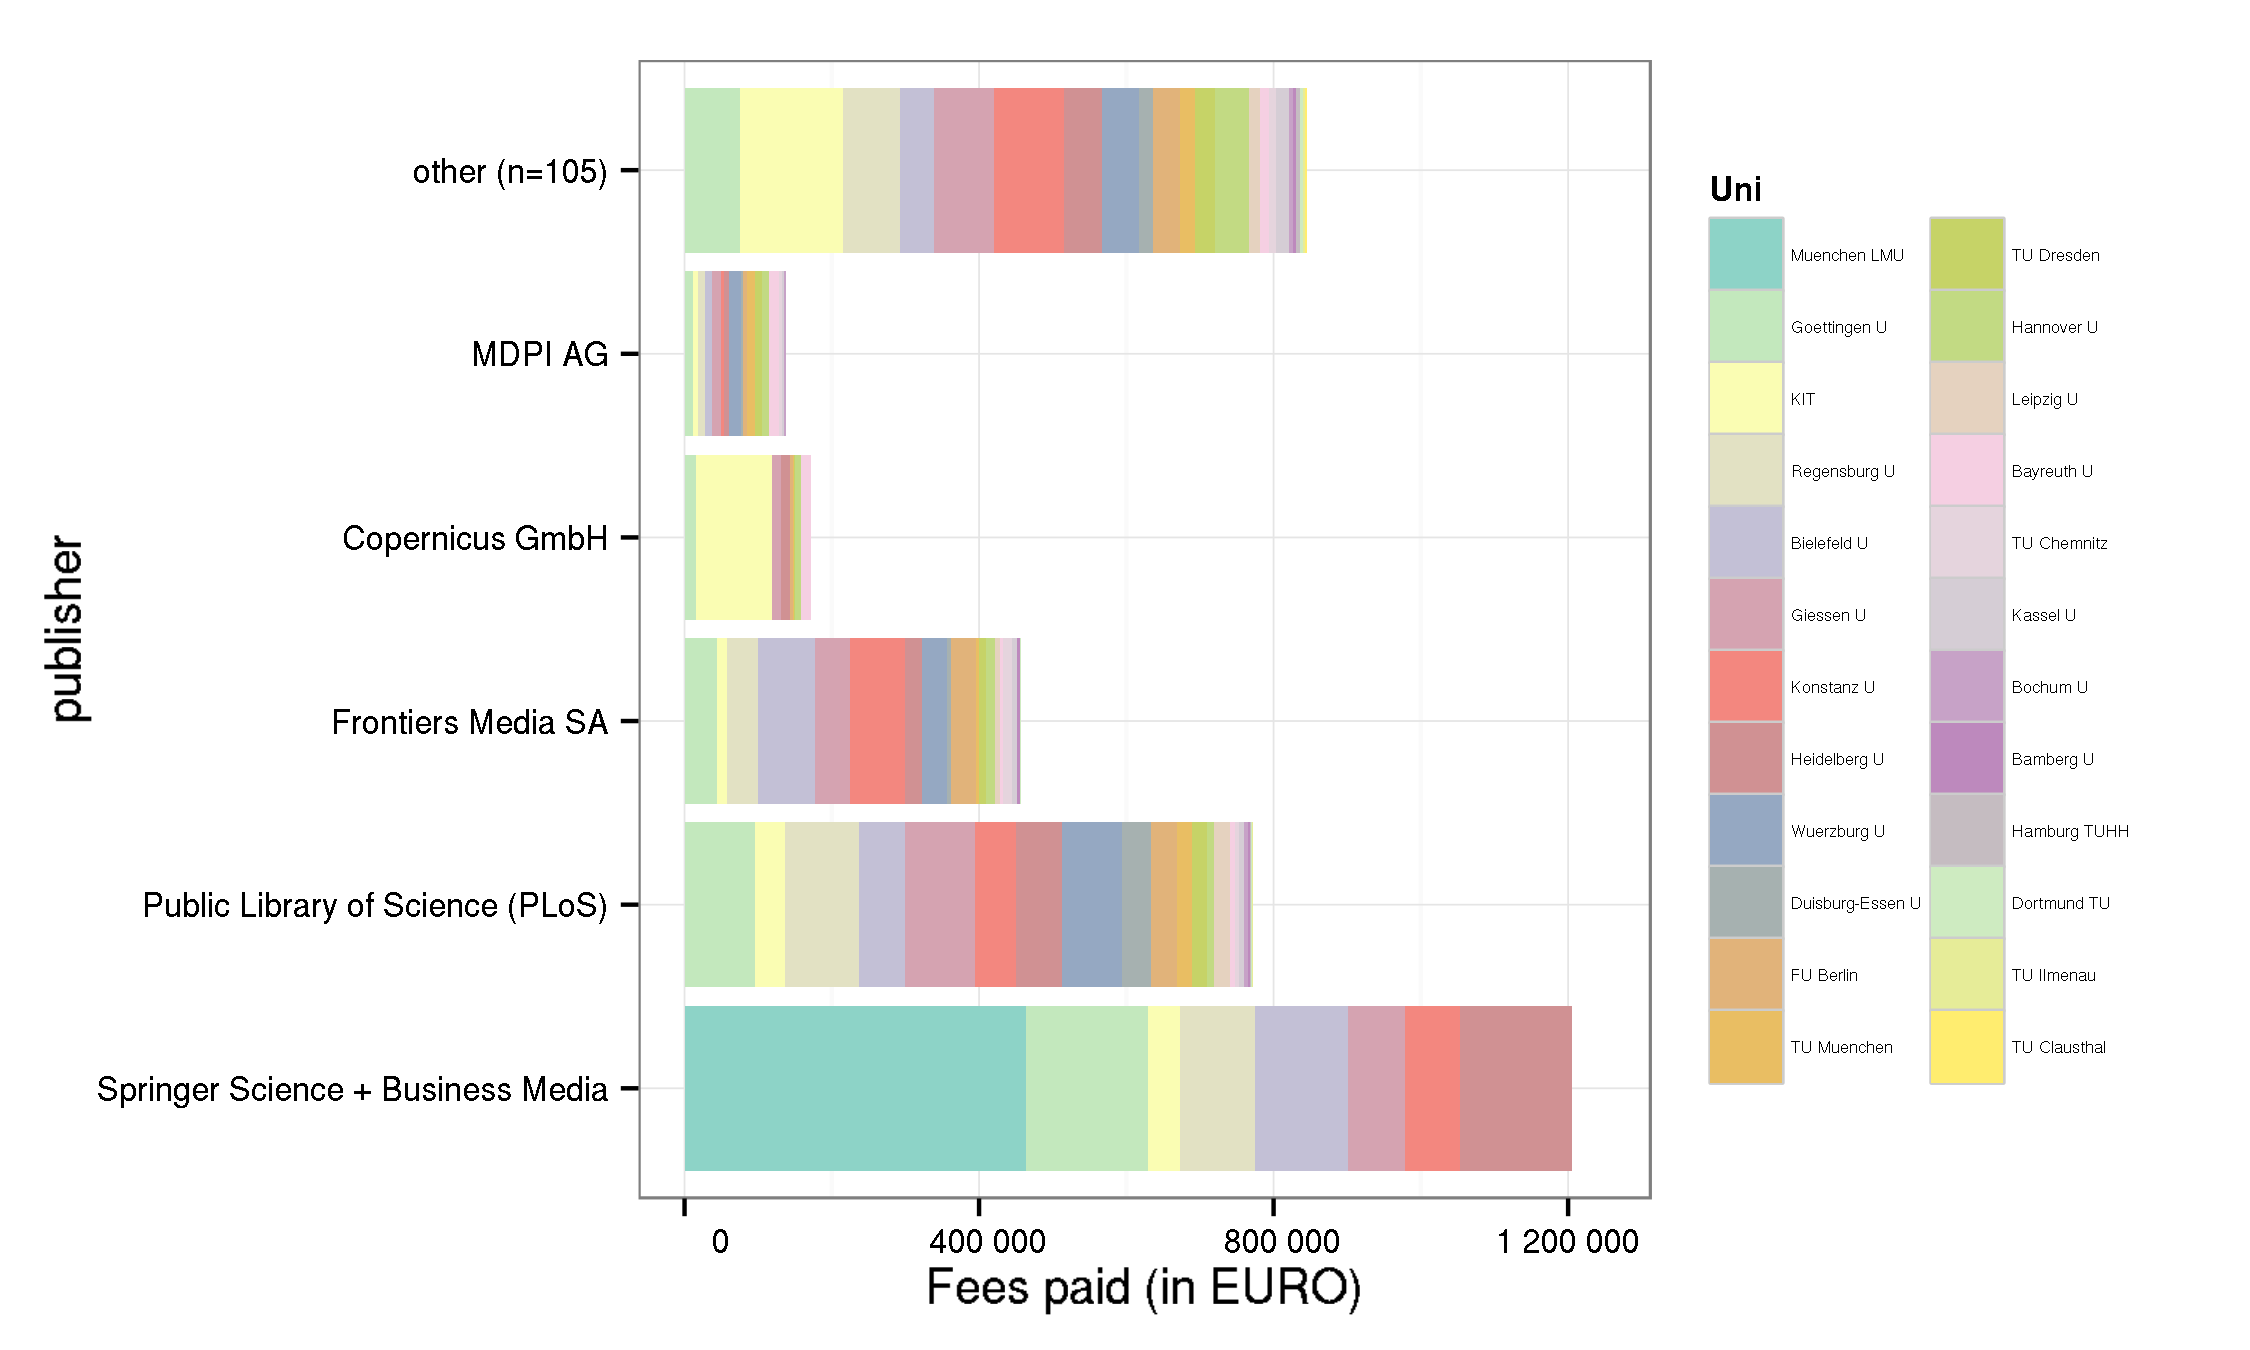 other (n=105)
MDPI AG
Copernicus GmbH
Frontiers Media SA
Public Library of Science (PLoS)
Springer Science + Business Media
publisher
0
400 000
800 000
1 200 000
Fees paid (in EURO)
Uni
Muenchen LMU
Goettingen U
KIT
Regensburg U
Bielefeld U
Giessen U
Konstanz U
Heidelberg U
Wuerzburg U
Duisburg-Essen U
FU Berlin
TU Muenchen
TU Dresden
Hannover U
Leipzig U
Bayreuth U
TU Chemnitz
Kassel U
Bochum U
Bamberg U
Hamburg TUHH
Dortmund TU
TU Ilmenau
TU Clausthal